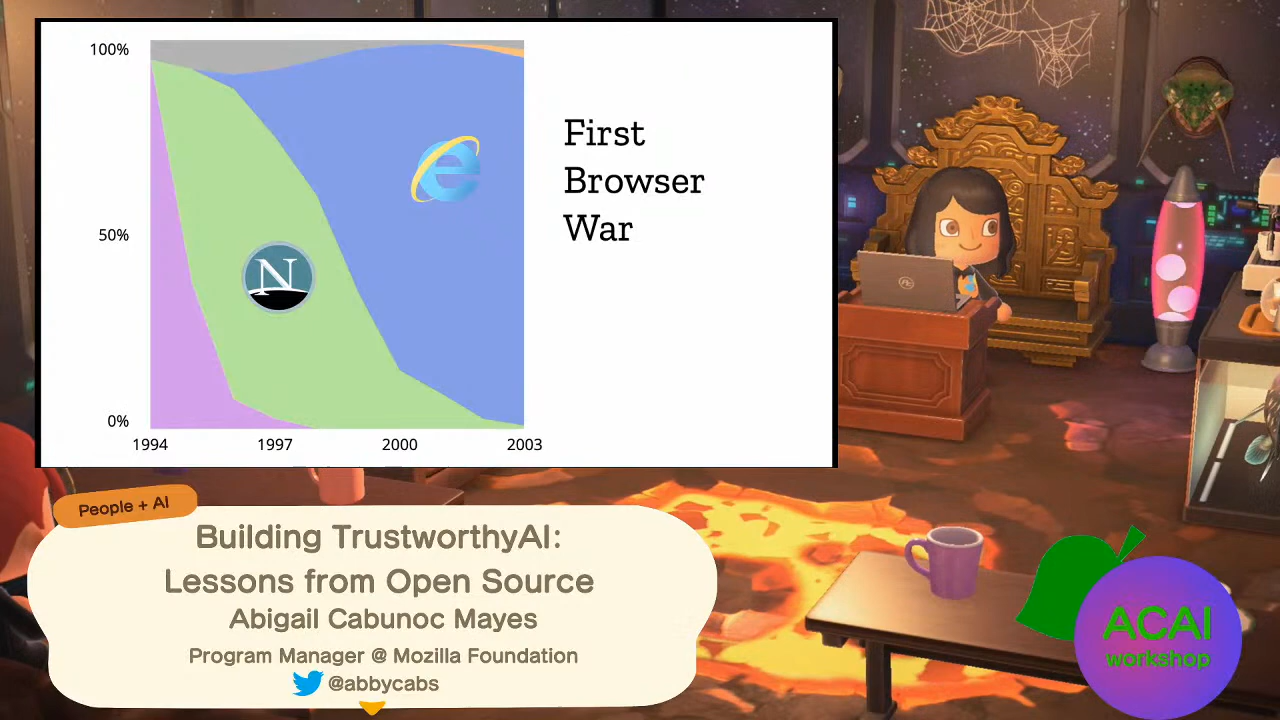 100%
50%
0%
1994
1997
2000
2003
N
e
First
Browser
War
People + AI
Building TrustworthyAI:
Lessons from Open Source
Abigail Cabunoc Mayes
Program Manager @ Mozilla Foundation
@abbycabs
ACAI
workshop